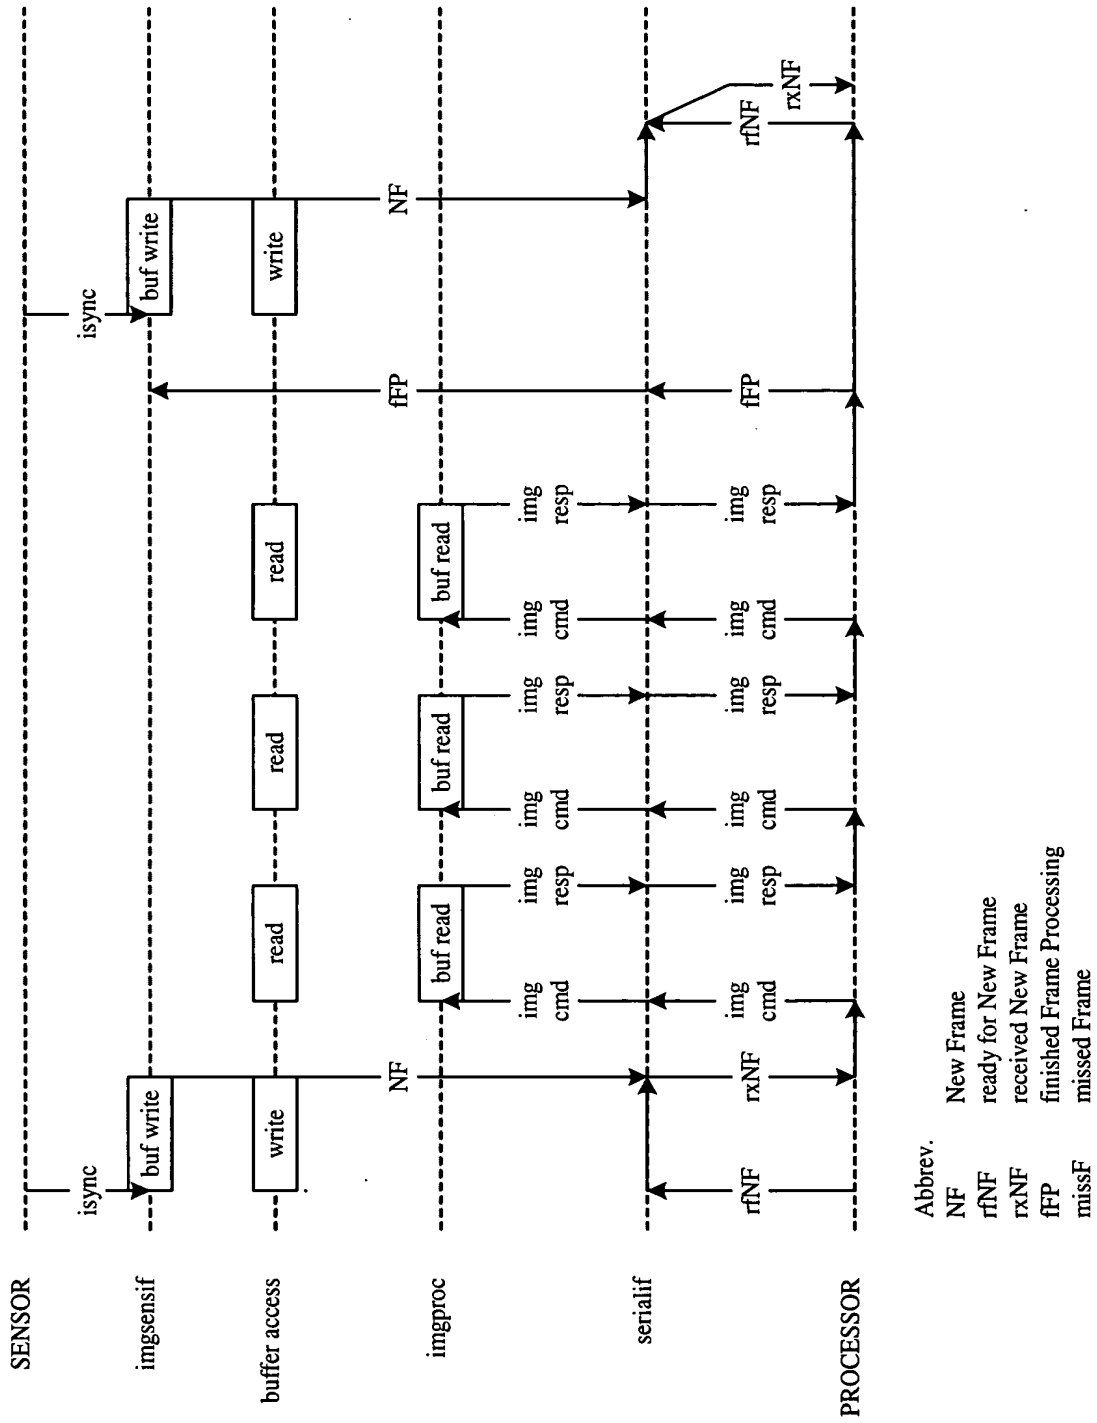 SENSOR
isync
isync
imgsensif
buf write
buf write
buffer access
write
read
read
read
write
NF
fFP
NF
imgproc
buf read
buf read
buf read
img
cmd
img
resp
img
cmd
img
resp
img
cmd
img
resp
serialif
rfNF
rxNF
img
cmd
img
resp
img
cmd
img
resp
img
cmd
img
resp
fFP
rfNF
rxNF
PROCESSOR
Abbrev.
NF New Frame
rfNF ready for New Frame
rxNF received New Frame
fFP finished Frame Processing
missF missed Frame